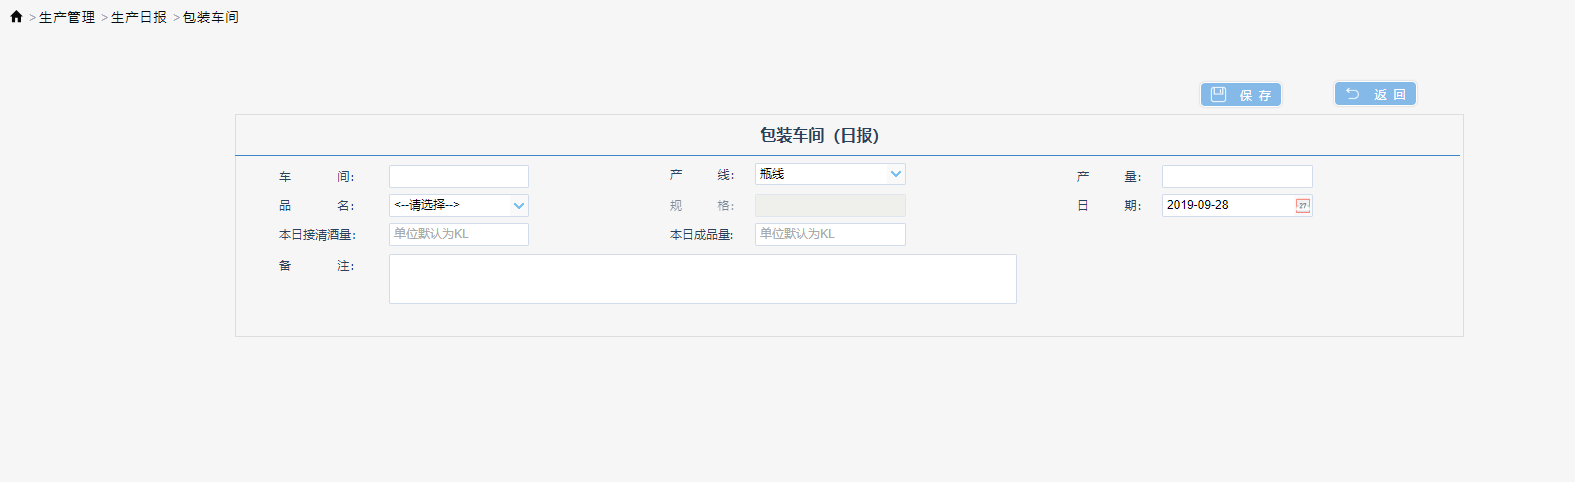 >生产管理 >生产日报 >包装车间
保 存 返 回
包装车间（日报）
车 间： 产 线： 瓶线 产 量：
品 名： <--请选择--> 规 格： 日 期： 2019-09-28 27
本日接清酒量： 单位默认为KL 本日成品量： 单位默认为KL
备 注：